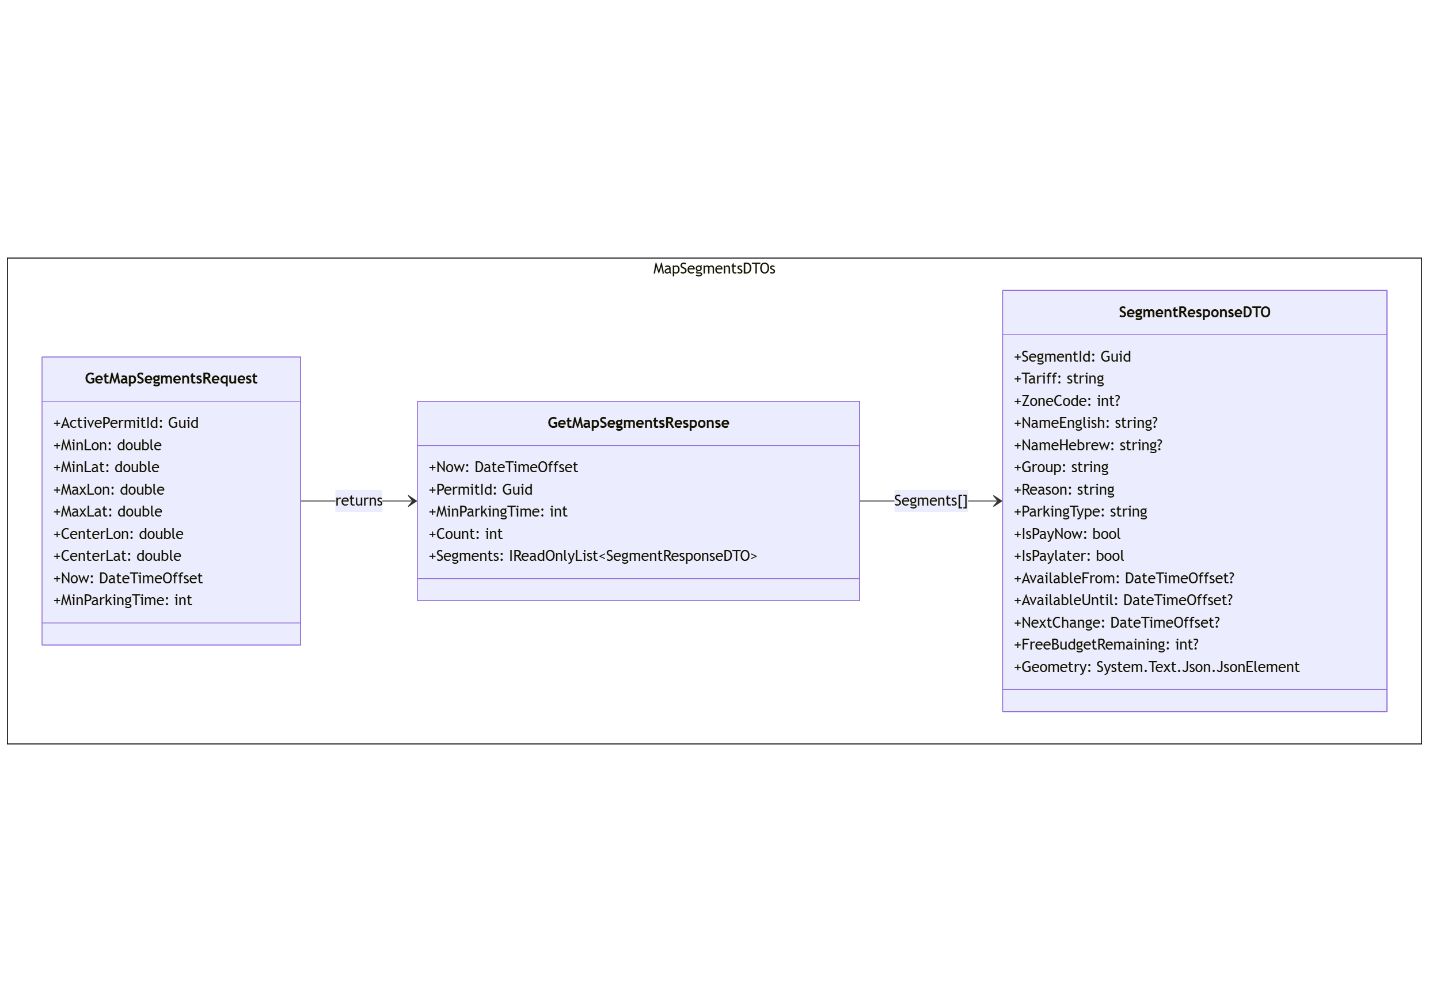 MapSegmentsDTOs
GetMapSegmentsRequest
+ActivePermitId: Guid
+MinLon: double
+MinLat: double
+MaxLon: double
+MaxLat: double
+CenterLon: double
+CenterLat: double
+Now: DateTimeOffset
+MinParkingTime: int
returns
GetMapSegmentsResponse
+Now: DateTimeOffset
+PermitId: Guid
+MinParkingTime: int
+Count: int
+Segments: IReadOnlyList<SegmentResponseDTO>
Segments[]
SegmentResponseDTO
+SegmentId: Guid
+Tariff: string
+ZoneCode: int?
+NameEnglish: string?
+NameHebrew: string?
+Group: string
+Reason: string
+ParkingType: string
+IsPayNow: bool
+IsPaylater: bool
+AvailableFrom: DateTimeOffset?
+AvailableUntil: DateTimeOffset?
+NextChange: DateTimeOffset?
+FreeBudgetRemaining: int?
+Geometry: System.Text.Json.JsonElement